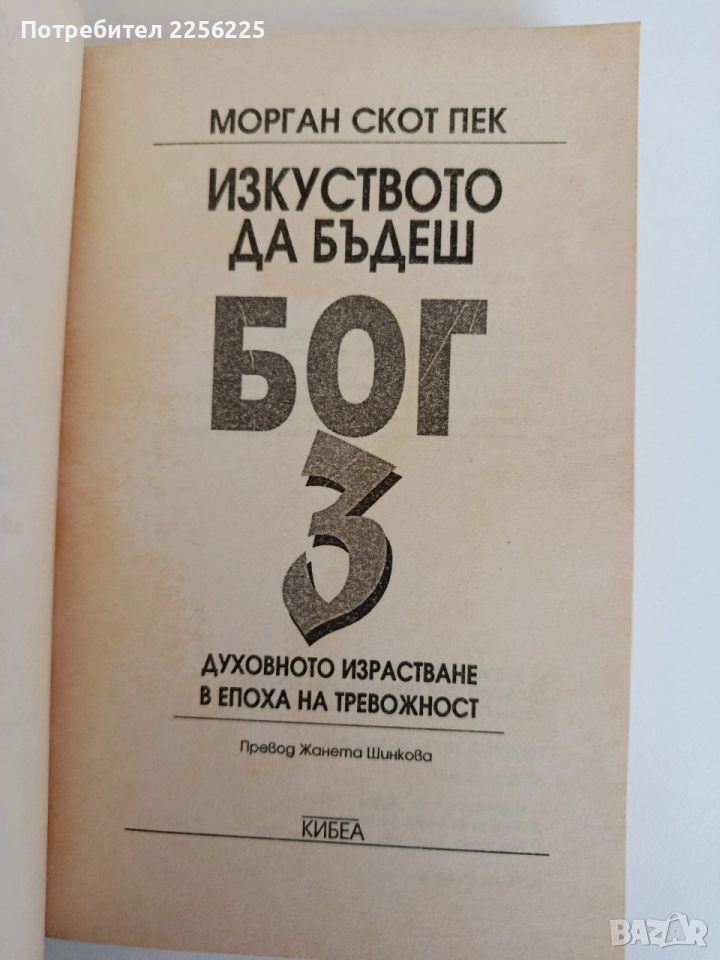 Потребител 2256225
МОРГАН СКОТ ПЕК
ИЗКУСТВОТО
ДА БЪДЕШ
БОГ
3
ДУХОВНОТО ИЗРАСТВАНЕ
В ЕПОХА НА ТРЕВОЖНОСТ
Превод Жанета Шинкова
КИБЕА
BAZAR